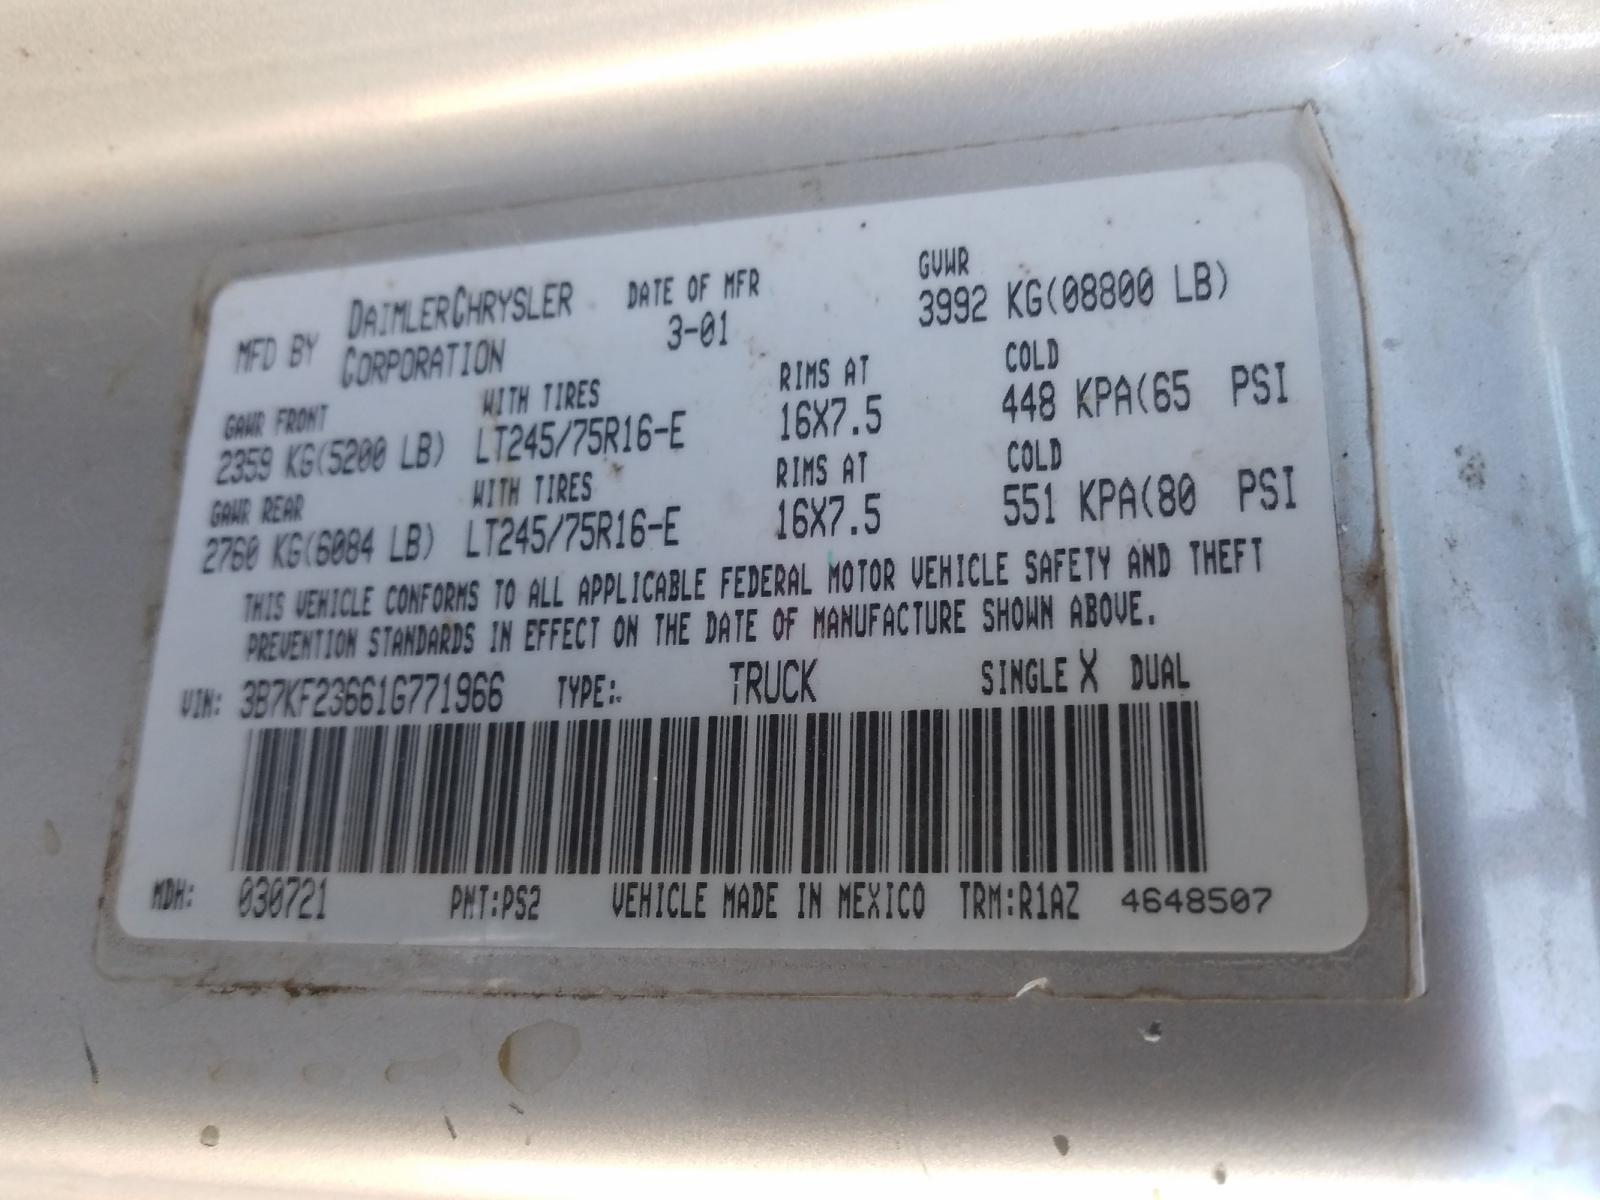 MFD BY DAIMLERCHRYSLER CORPORATION DATE OF MFR 3-01 GVWR 3992 KG(08800 LB)
GAWR FRONT WITH TIRES RIMS AT COLD
2359 KG(5200 LB) LT245/75R16-E 16X7.5 448 KPA(65 PSI
GAWR REAR WITH TIRES RIMS AT COLD
2760 KG(6084 LB) LT245/75R16-E 16X7.5 551 KPA(80 PSI
THIS VEHICLE CONFORMS TO ALL APPLICABLE FEDERAL MOTOR VEHICLE SAFETY AND THEFT
PREVENTION STANDARDS IN EFFECT ON THE DATE OF MANUFACTURE SHOWN ABOVE.
VIN: 3B7KF23661G771966 TYPE: TRUCK SINGLE X DUAL
MDH: 030721 PNT:PS2 VEHICLE MADE IN MEXICO TRM:R1AZ 4648507